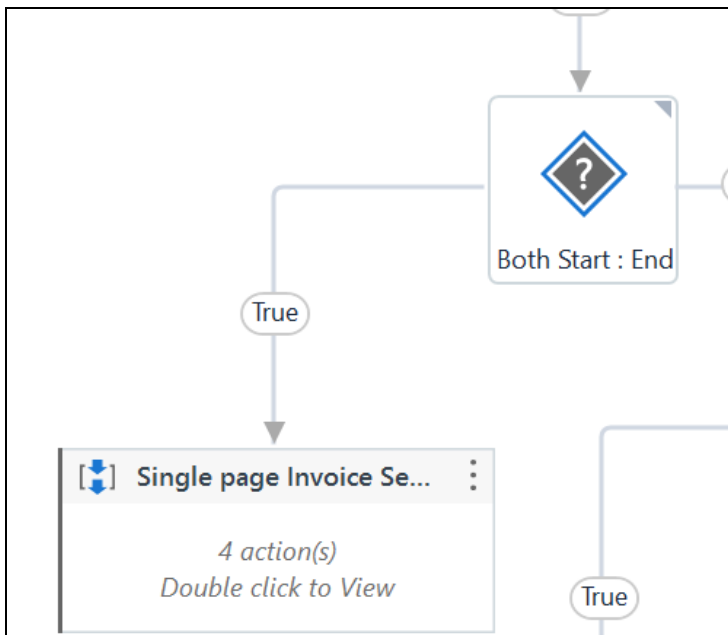 ?
Both Start : End
True
Single page Invoice Se...
4 action(s)
Double click to View
True